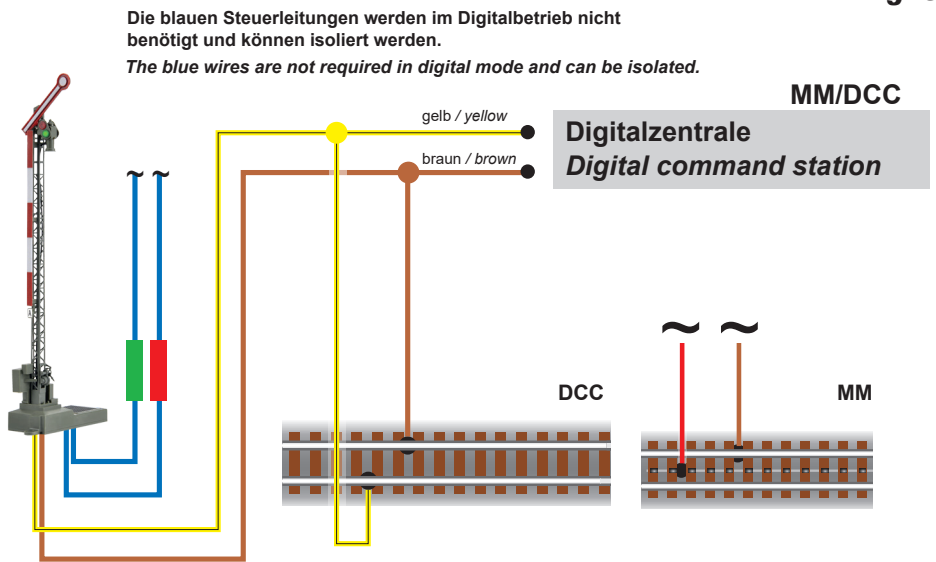 Die blauen Steuerleitungen werden im Digitalbetrieb nicht
benötigt und können isoliert werden.
The blue wires are not required in digital mode and can be isolated.
MM/DCC
gelb / yellow
Digitalzentrale
braun / brown
Digital command station
~ ~
~ ~
DCC
MM